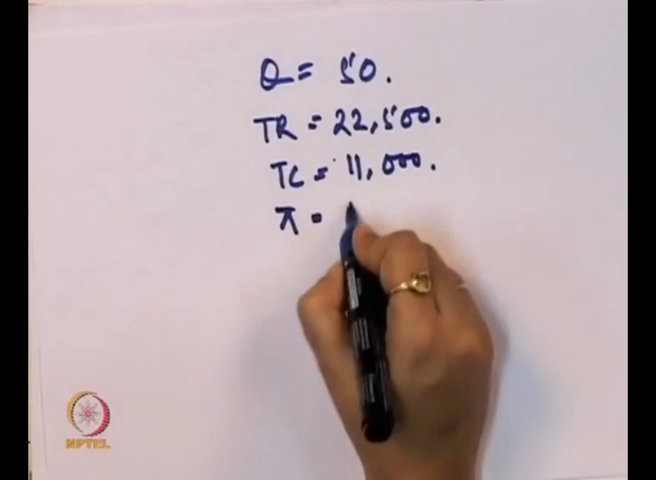 Q = 50.
TR = 22,500.
TC = 11,000.
π =
NPTEL